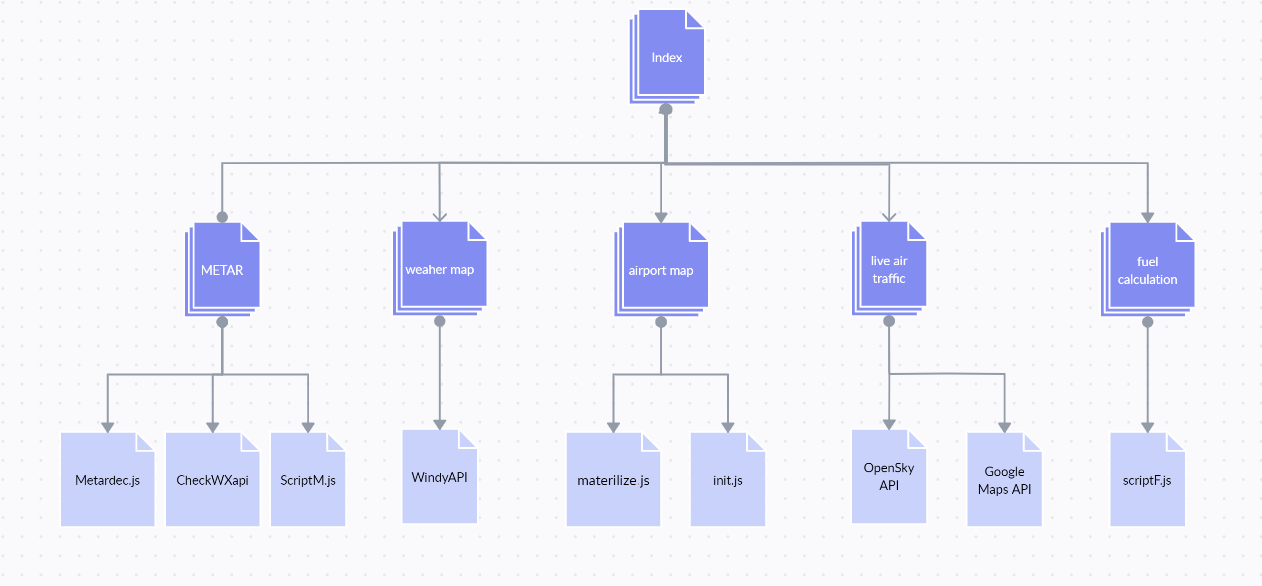 Index
METAR
weaher map
airport map
live air
traffic
fuel
calculation
Metardec.js
CheckWXapi
ScriptM.js
WindyAPI
materilize js
init.js
OpenSky
API
Google
Maps API
scriptF.js